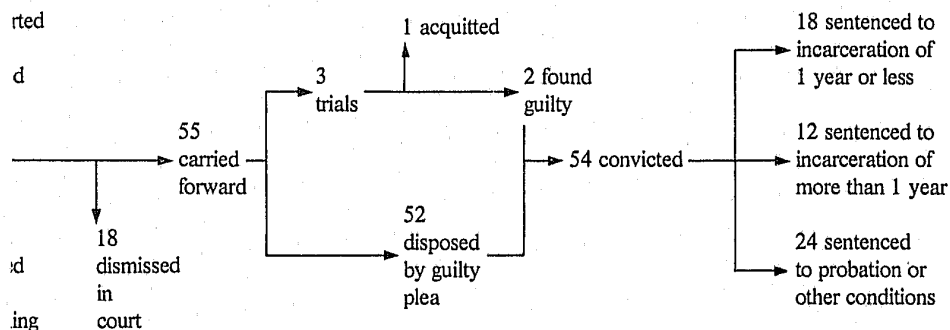 rted
d
ed
ing
18
dismissed
in
court
55
carried
forward
3
trials
1 acquitted
2 found
guilty
52
disposed
by guilty
plea
54 convicted
18 sentenced to
incarceration of
1 year or less
12 sentenced to
incarceration of
more than 1 year
24 sentenced
to probation or
other conditions